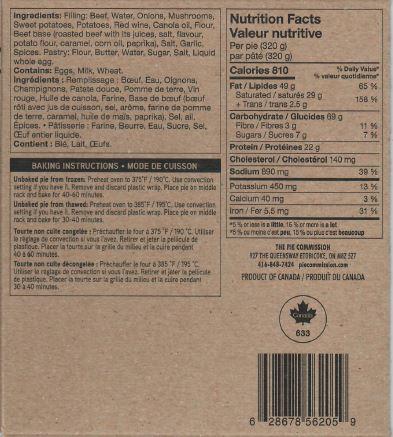 Ingredients: Filling: Beef, Water, Onions, Mushrooms,
Sweet potatoes, Potatoes, Red wine, Canola oil, Flour,
Beef base (roasted beef with its juices, salt, flavour,
potato flour, caramel, corn oil, paprika), Salt, Garlic,
Spices. Pastry: Flour, Butter, Water, Sugar, Salt, Liquid
whole egg.
Contains: Eggs, Milk, Wheat.
Ingrédients : Remplissage : Bœuf, Eau, Oignons,
Champignons, Patate douce, Pomme de terre, Vin
rouge, Huile de canola, Farine, Base de bœuf (bœuf
rôti avec jus de cuisson, sel, arôme, farine de pomme
de terre, caramel, huile de maïs, paprika), Sel, ail,
Épices. • Pâtisserie : Farine, Beurre, Eau, Sucre, Sel,
Œuf entier liquide.
Contient : Blé, Lait, Œufs.
BAKING INSTRUCTIONS • MODE DE CUISSON
Unbaked pie from frozen: Preheat oven to 375°F / 190°C. Use convection
setting if you have it. Remove and discard plastic wrap. Place pie on middle
rack and bake for 40-60 minutes.
Unbaked pie from thawed: Preheat oven to 385°F / 195°C. Use convection
setting if you have it. Remove and discard plastic wrap. Place pie on middle
rack and bake for 30-40 minutes.
Tourte non cuite congelée : Préchauffer le four à 375 °F / 190 °C. Utiliser
le réglage de convection si vous l'avez. Retirer et jeter la pellicule de
plastique. Placer la tourte sur la grille du milieu et la cuire pendant
40 à 60 minutes.
Tourte non cuite décongelée : Préchauffer le four à 385 °F / 195 °C.
Utiliser le réglage de convection si vous l'avez. Retirer et jeter la pellicule
de plastique. Placer la tourte sur la grille du milieu et la cuire pendant
30 à 40 minutes.
Nutrition Facts
Valeur nutritive
Per pie (320 g)
par pâté (320 g)
Calories 810
% Daily Value*
% valeur quotidienne*
Fat / Lipides 49 g 65 %
Saturated / saturés 29 g
+ Trans / trans 2.5 g 158 %
Carbohydrate / Glucides 69 g
Fibre / Fibres 3 g 11 %
Sugars / Sucres 7 g 7 %
Protein / Protéines 22 g
Cholesterol / Cholestérol 140 mg
Sodium 890 mg 39 %
Potassium 450 mg 13 %
Calcium 40 mg 3 %
Iron / Fer 5.5 mg 31 %
*5 % or less is a little, 15 % or more is a lot
*5 % ou moins c'est peu, 15 % ou plus c'est beaucoup
THE PIE COMMISSION
927 THE QUEENSWAY ETOBICOKE, ON M8Z 5Z7
416-848-7424 piecommission.com
PRODUCT OF CANADA / PRODUIT DU CANADA
Canada
633
6 28678 56205 9